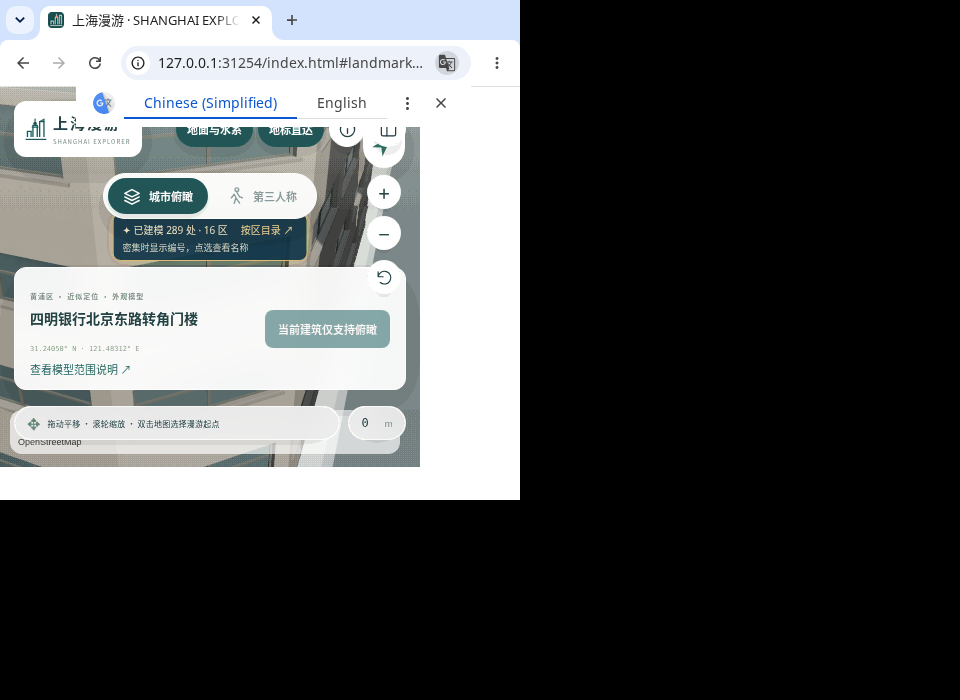 上海漫游 · SHANGHAI EXPLO
127.0.0.1:31254/index.html#landmark...
Chinese (Simplified)
English
上海漫游
SHANGHAI EXPLORER
地面与水系
地标直达
城市俯瞰
第三人称
✦ 已建模 289 处 · 16 区 按区目录 ↗
密集时显示编号，点选查看名称
黄浦区 · 近似定位 · 外观模型
四明银行北京东路转角门楼
当前建筑仅支持俯瞰
31.24050° N · 121.48312° E
查看模型范围说明 ↗
拖动平移 · 滚轮缩放 · 双击地图选择漫游起点
0 m
OpenStreetMap